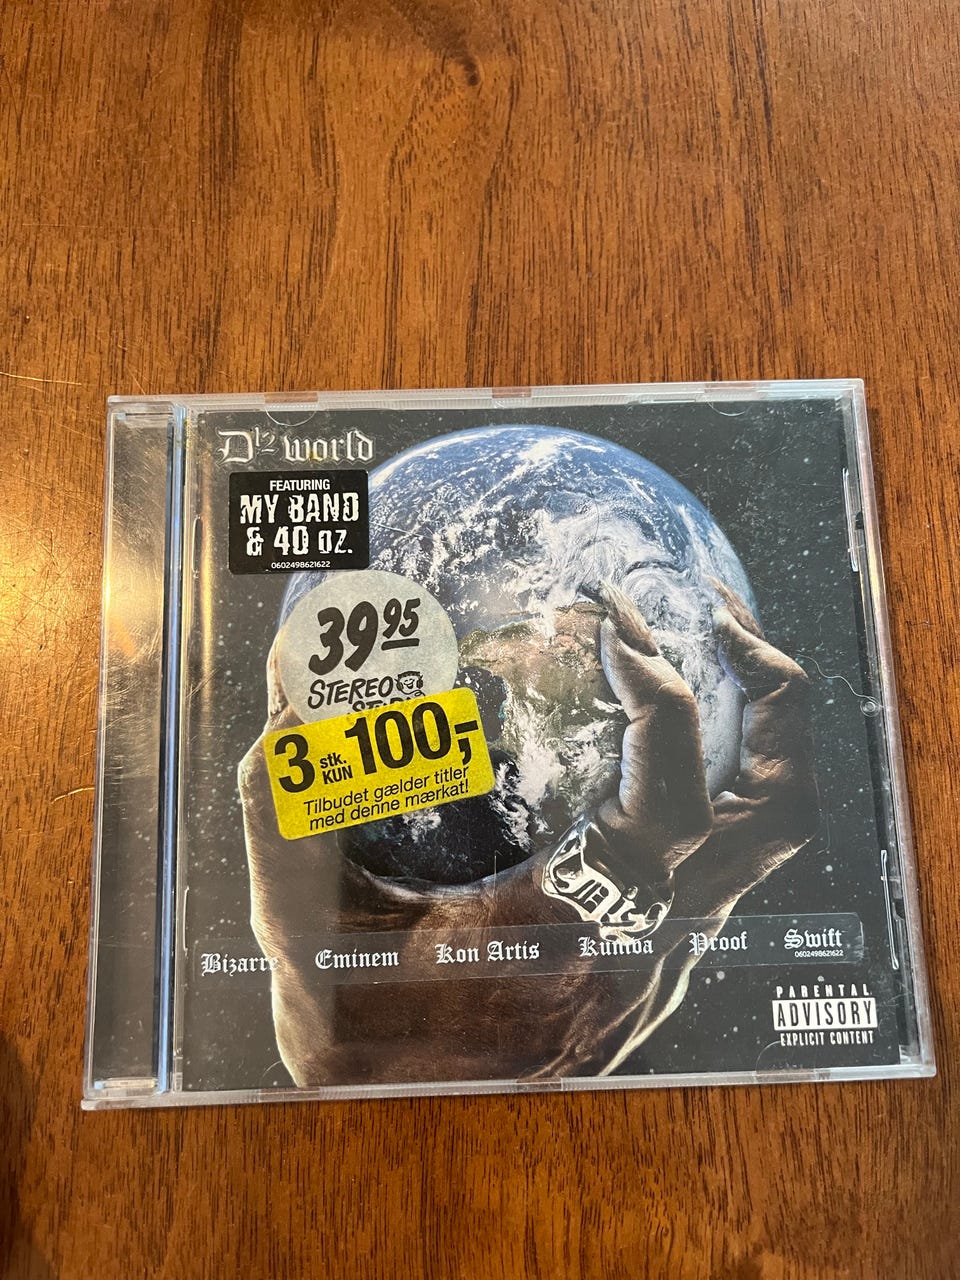 D12 world
FEATURING
MY BAND
& 40 oz.
0602498621622
39 95
STEREO
3 stk. KUN 100,-
Tilbudet gælder titler
med denne mærkat!
Bizarre Eminem Kon Artis Kuniva Proof Swift
0602498621622
PARENTAL
ADVISORY
EXPLICIT CONTENT